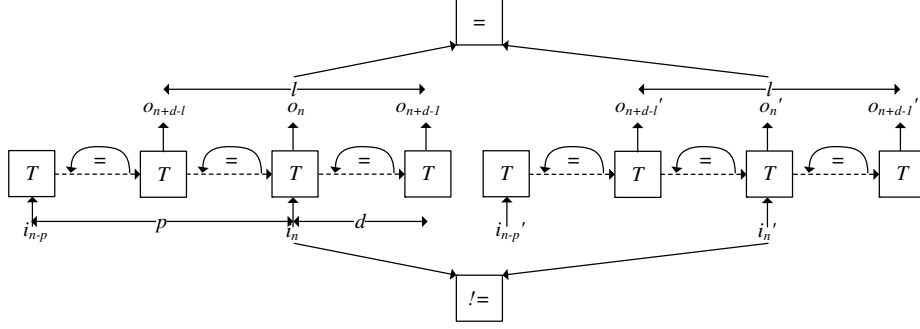 =
l l
o_{n+d-l} o_n o_{n+d-1} o_{n+d-l}' o_n' o_{n+d-1}'
= = = = = =
T T T T T T T T
p d
i_{n-p} i_n i_{n-p}' i_n'
!=